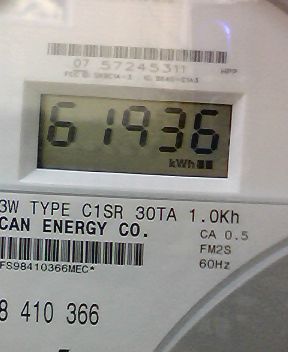 07 57245311
61936
kWh
3W TYPE C1SR 30TA 1.0Kh
CAN ENERGY CO.
CA 0.5
FM2S
60Hz
FS98410366MEC*
8 410 366